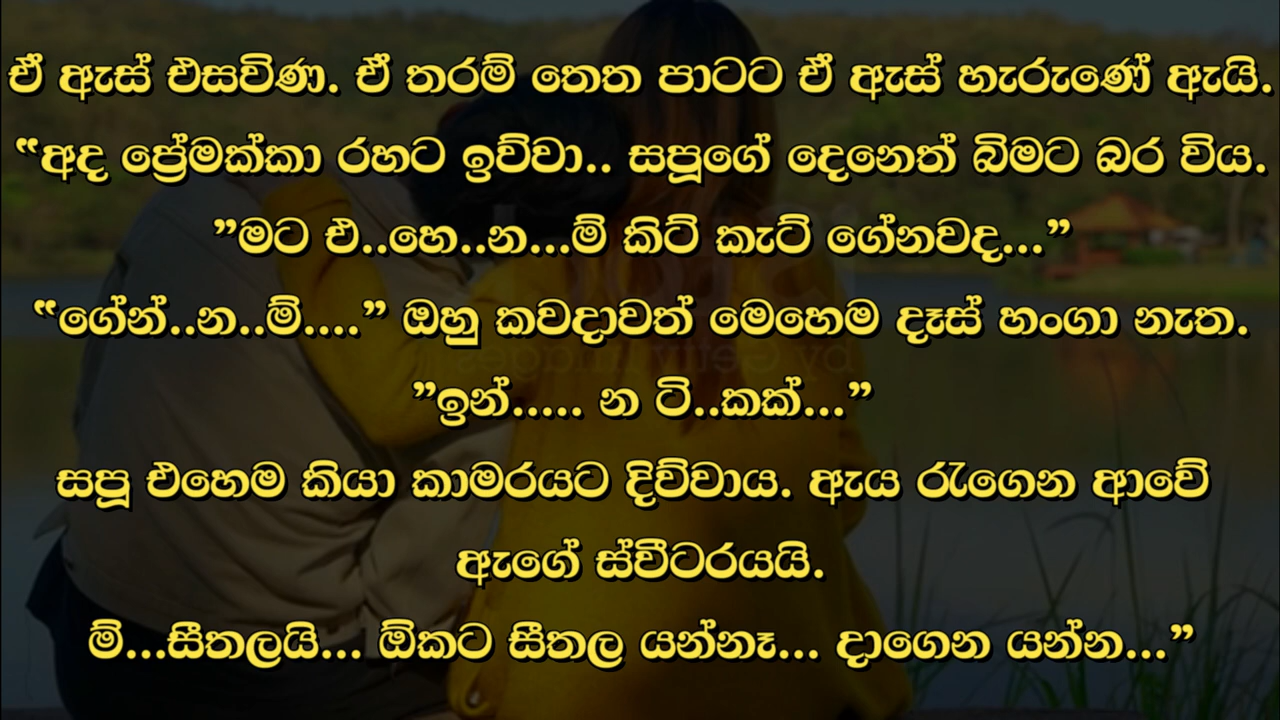 ඒ ඇස් එසවිණ. ඒ තරම් තෙත පාටට ඒ ඇස් හැරුණේ ඇයි.
“අද ප්‍රේමක්කා රහට ඉව්වා.. සපූගේ දෙනෙත් බිමට බර විය.
”මට එ..හෙ..න...ම් කිට් කැට් ගේනවද...”
“ගේන්..න..ම්....” ඔහු කවදාවත් මෙහෙම දෑස් හංගා නැත.
”ඉන්..... න ටි..කක්...”
සපූ එහෙම කියා කාමරයට දිව්වාය. ඇය රැගෙන ආවේ
ඇගේ ස්වීටරයයි.
ම්...සීතලයි... ඕකට සීතල යන්නෑ... දාගෙන යන්න...”